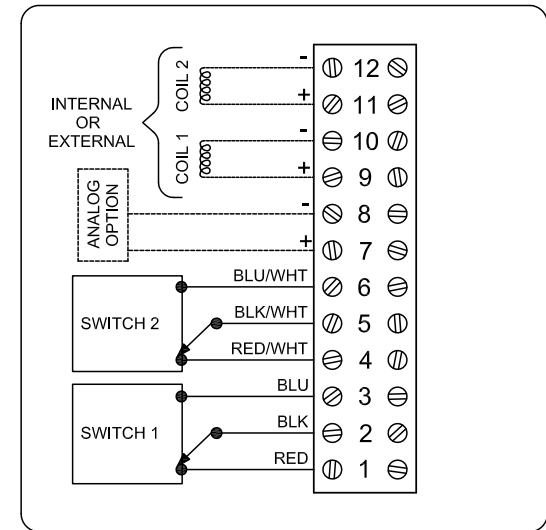 INTERNAL
OR
EXTERNAL
COIL 2
- 12
+ 11
COIL 1
- 10
+ 9
ANALOG
OPTION
- 8
+ 7
SWITCH 2
BLU/WHT 6
BLK/WHT 5
RED/WHT 4
SWITCH 1
BLU 3
BLK 2
RED 1